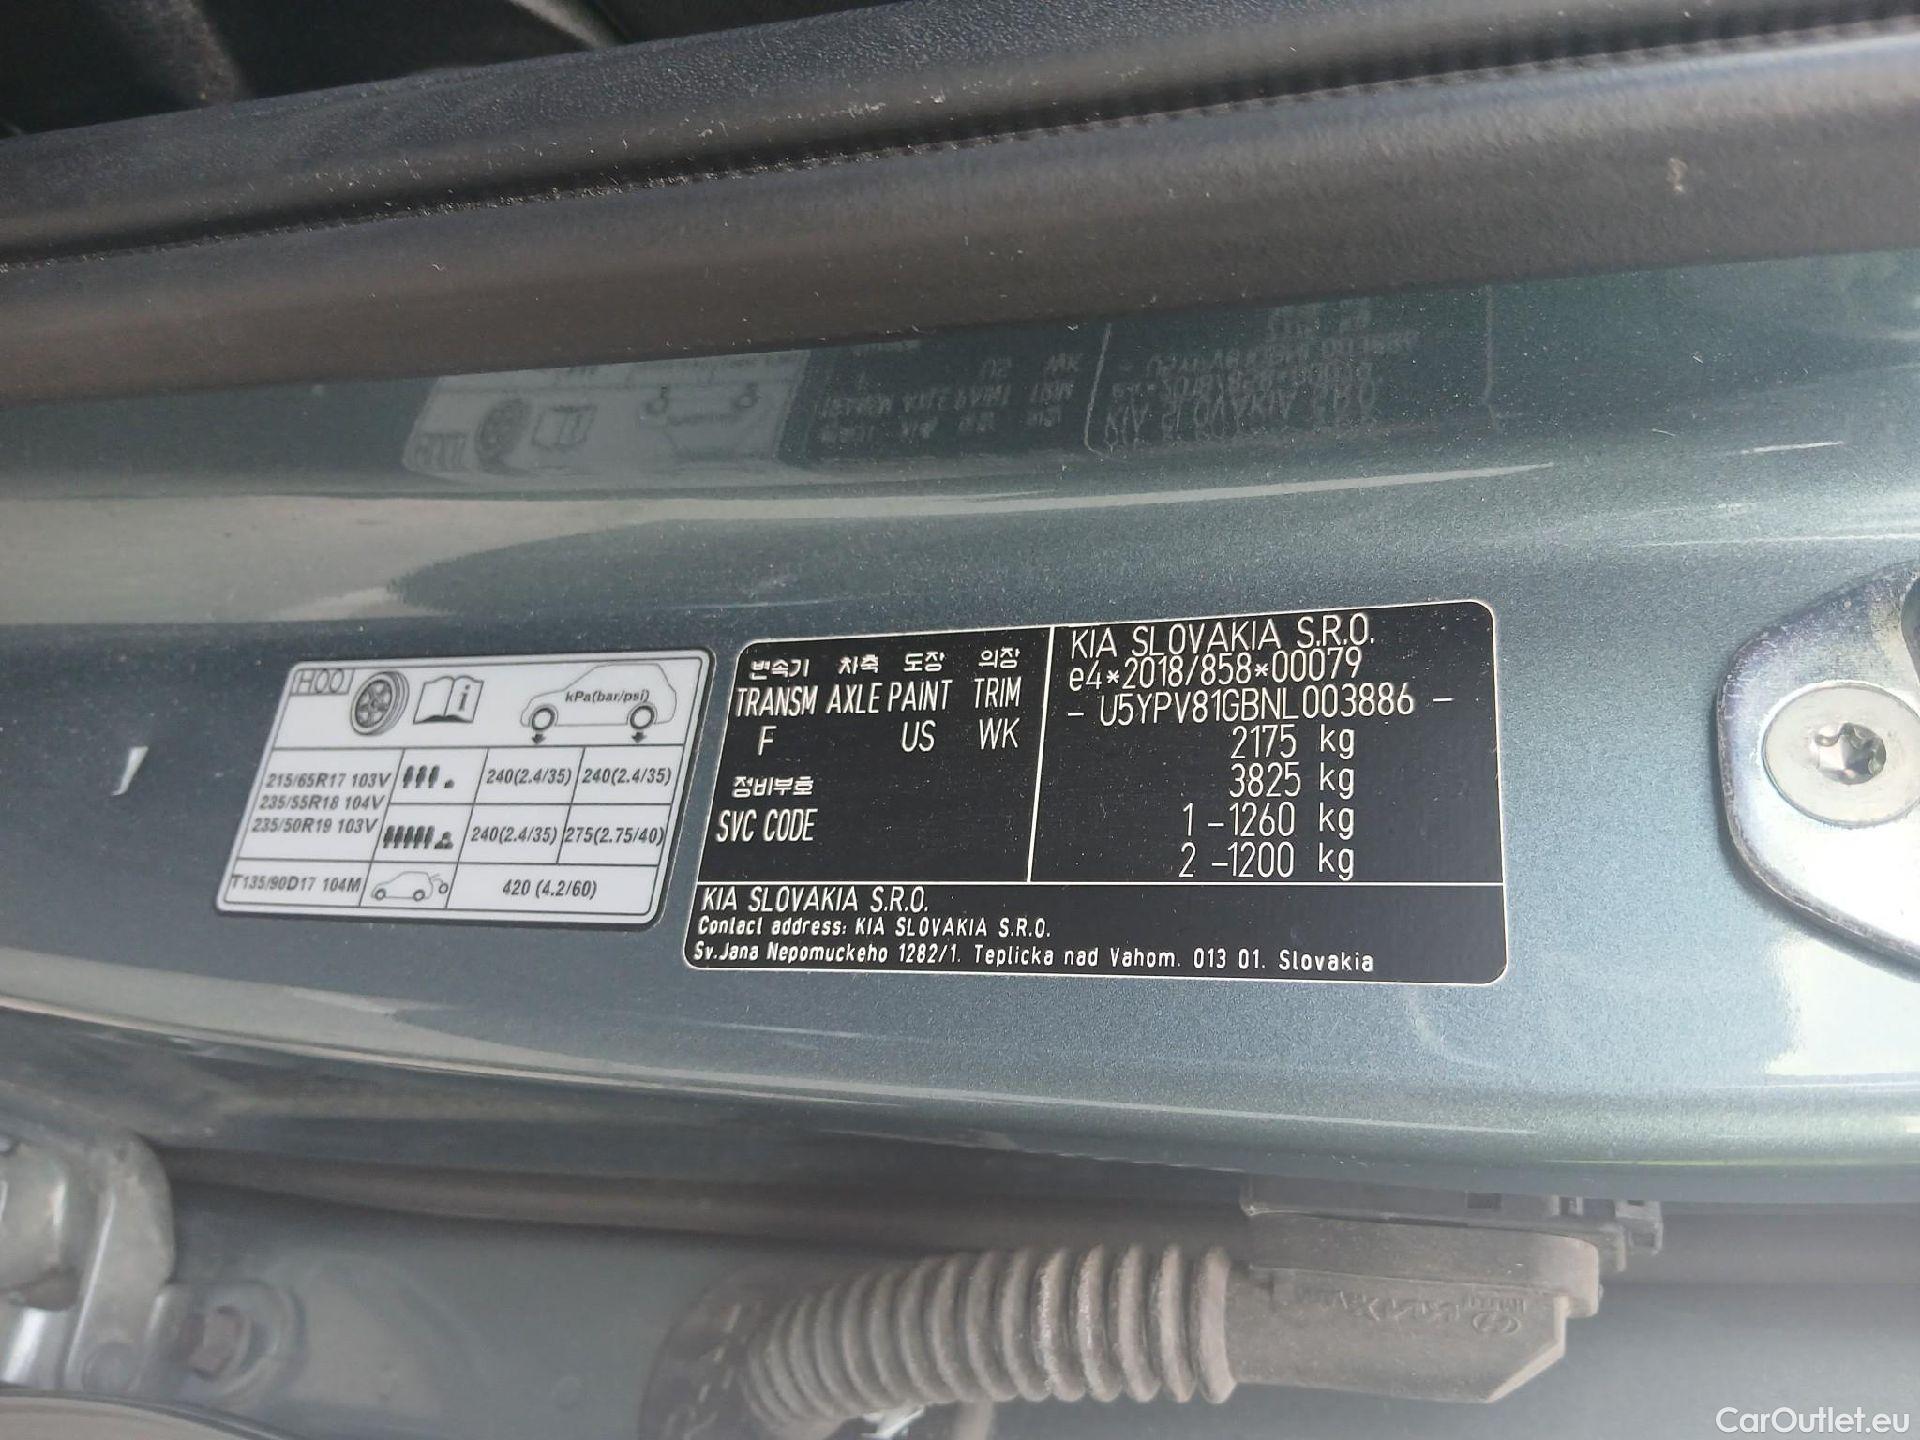 H00
kPa(bar/psi)
215/65R17 103V
235/55R18 104V
235/50R19 103V
240(2.4/35) 240(2.4/35)
240(2.4/35) 275(2.75/40)
T135/90D17 104M
420 (4.2/60)
변속기 차축 도장 의장
TRANSM AXLE PAINT TRIM
F US WK
정비부호
SVC CODE
KIA SLOVAKIA S.R.O.
e4*2018/858*00079
- U5YPV81GBNL003886 -
2175 kg
3825 kg
1 -1260 kg
2 -1200 kg
KIA SLOVAKIA S.R.O.
Contact address: KIA SLOVAKIA S.R.O.
Sv.Jana Nepomuckeho 1282/1. Teplicka nad Vahom. 013 01. Slovakia
CarOutlet.eu